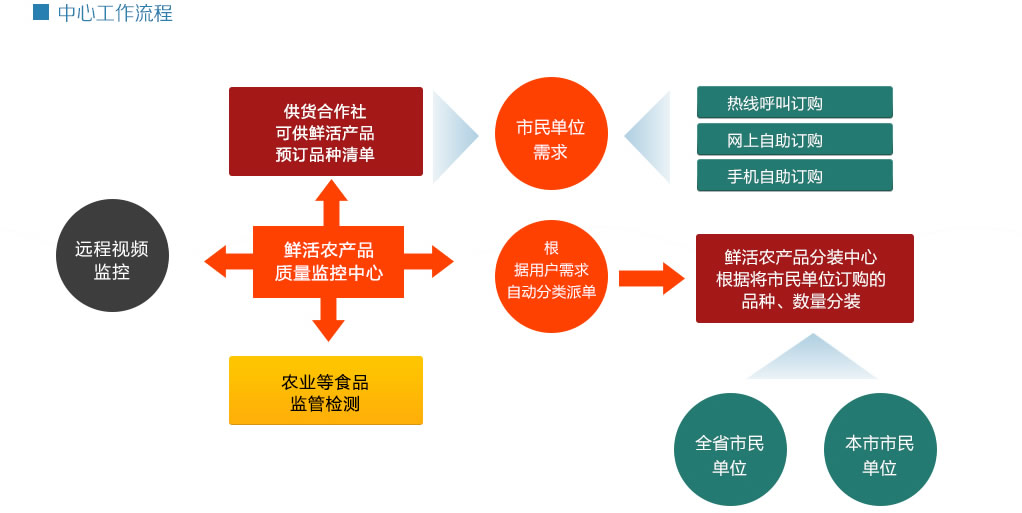 中心工作流程
供货合作社
可供鲜活产品
预订品种清单
市民单位
需求
热线呼叫订购
网上自助订购
手机自助订购
远程视频
监控
鲜活农产品
质量监控中心
根
据用户需求
自动分类派单
鲜活农产品分装中心
根据将市民单位订购的
品种、数量分装
农业等食品
监管检测
全省市民
单位
本市市民
单位